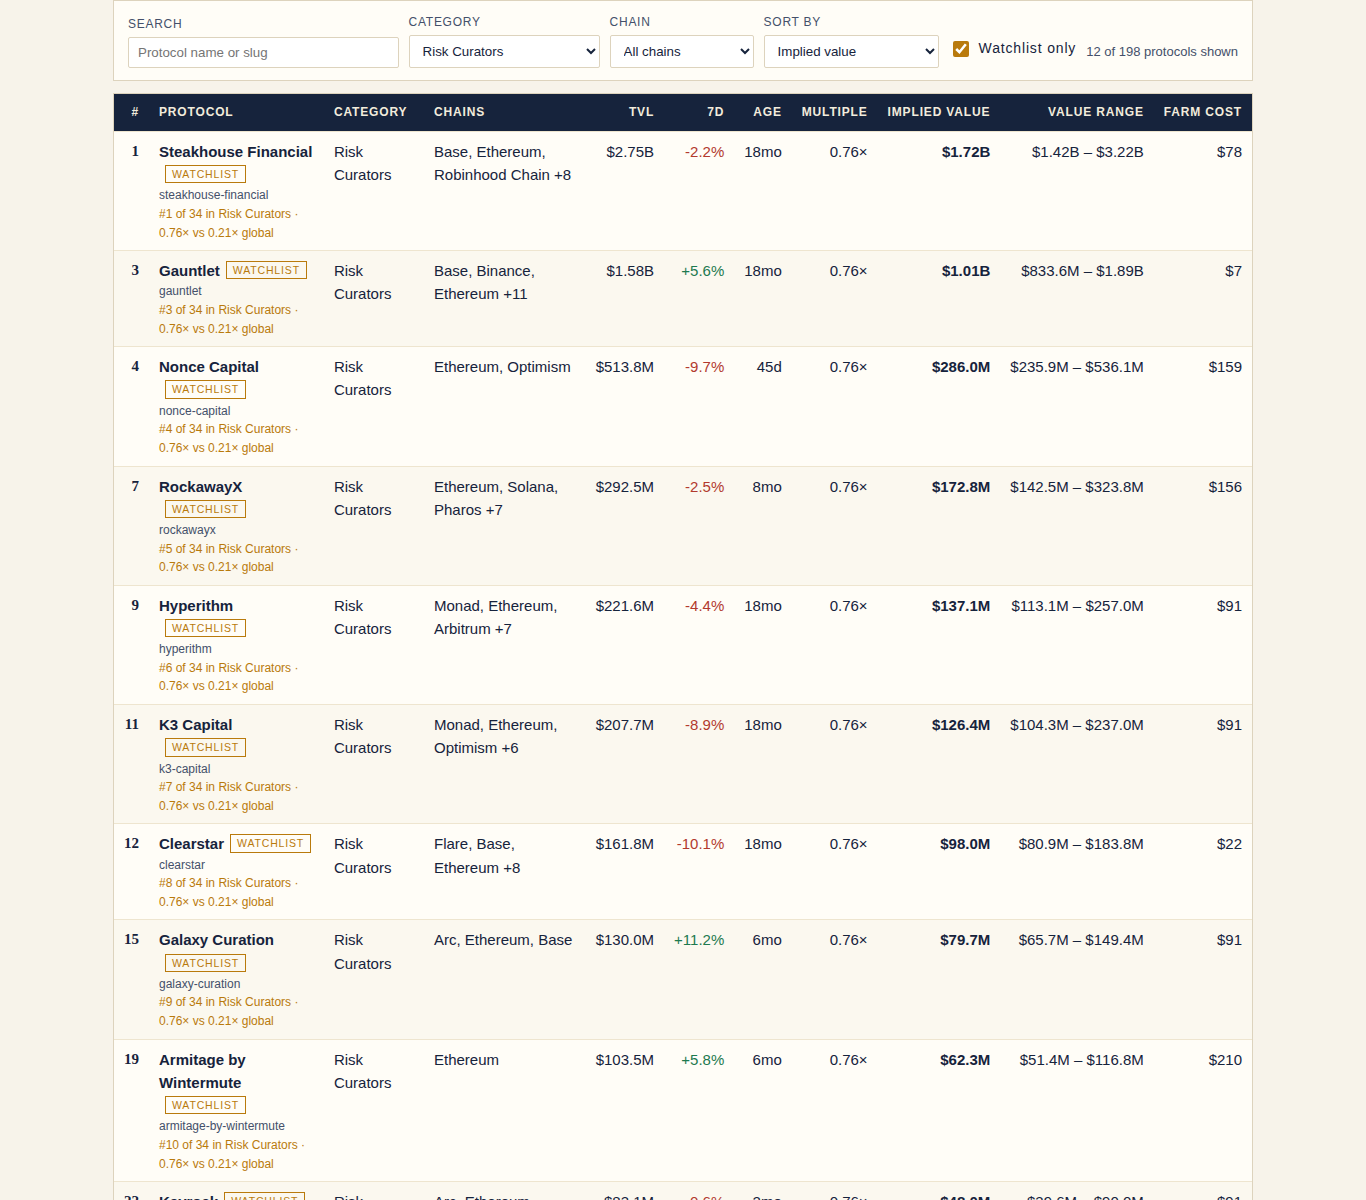 SEARCH CATEGORY CHAIN SORT BY
Protocol name or slug Risk Curators All chains Implied value Watchlist only 12 of 198 protocols shown
# PROTOCOL CATEGORY CHAINS TVL 7D AGE MULTIPLE IMPLIED VALUE VALUE RANGE FARM COST
1 Steakhouse Financial Risk Base, Ethereum, $2.75B -2.2% 18mo 0.76× $1.72B $1.42B – $3.22B $78
WATCHLIST Curators Robinhood Chain +8
steakhouse-financial
#1 of 34 in Risk Curators ·
0.76× vs 0.21× global
3 Gauntlet WATCHLIST Risk Base, Binance, $1.58B +5.6% 18mo 0.76× $1.01B $833.6M – $1.89B $7
gauntlet Curators Ethereum +11
#3 of 34 in Risk Curators ·
0.76× vs 0.21× global
4 Nonce Capital Risk Ethereum, Optimism $513.8M -9.7% 45d 0.76× $286.0M $235.9M – $536.1M $159
WATCHLIST Curators
nonce-capital
#4 of 34 in Risk Curators ·
0.76× vs 0.21× global
7 RockawayX Risk Ethereum, Solana, $292.5M -2.5% 8mo 0.76× $172.8M $142.5M – $323.8M $156
WATCHLIST Curators Pharos +7
rockawayx
#5 of 34 in Risk Curators ·
0.76× vs 0.21× global
9 Hyperithm Risk Monad, Ethereum, $221.6M -4.4% 18mo 0.76× $137.1M $113.1M – $257.0M $91
WATCHLIST Curators Arbitrum +7
hyperithm
#6 of 34 in Risk Curators ·
0.76× vs 0.21× global
11 K3 Capital Risk Monad, Ethereum, $207.7M -8.9% 18mo 0.76× $126.4M $104.3M – $237.0M $91
WATCHLIST Curators Optimism +6
k3-capital
#7 of 34 in Risk Curators ·
0.76× vs 0.21× global
12 Clearstar WATCHLIST Risk Flare, Base, $161.8M -10.1% 18mo 0.76× $98.0M $80.9M – $183.8M $22
clearstar Curators Ethereum +8
#8 of 34 in Risk Curators ·
0.76× vs 0.21× global
15 Galaxy Curation Risk Arc, Ethereum, Base $130.0M +11.2% 6mo 0.76× $79.7M $65.7M – $149.4M $91
WATCHLIST Curators
galaxy-curation
#9 of 34 in Risk Curators ·
0.76× vs 0.21× global
19 Armitage by Risk Ethereum $103.5M +5.8% 6mo 0.76× $62.3M $51.4M – $116.8M $210
Wintermute Curators
WATCHLIST
armitage-by-wintermute
#10 of 34 in Risk Curators ·
0.76× vs 0.21× global